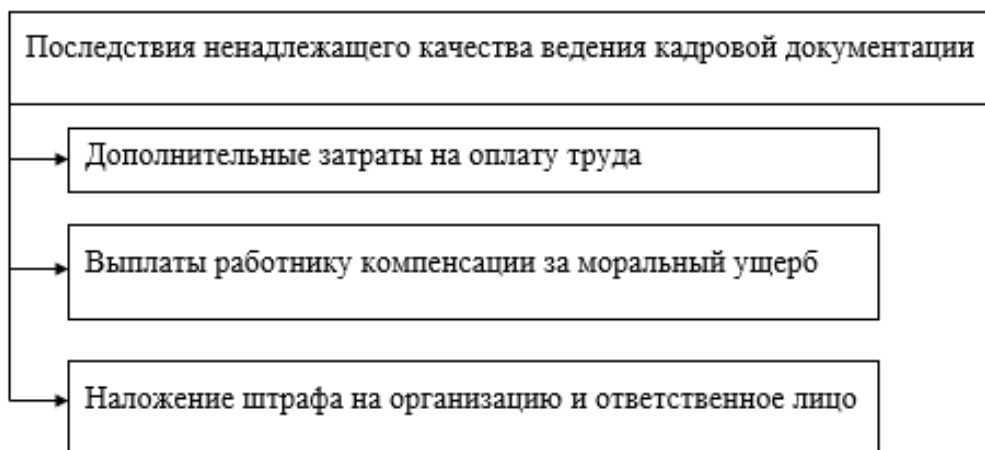 Последствия ненадлежащего качества ведения кадровой документации
Дополнительные затраты на оплату труда
Выплаты работнику компенсации за моральный ущерб
Наложение штрафа на организацию и ответственное лицо